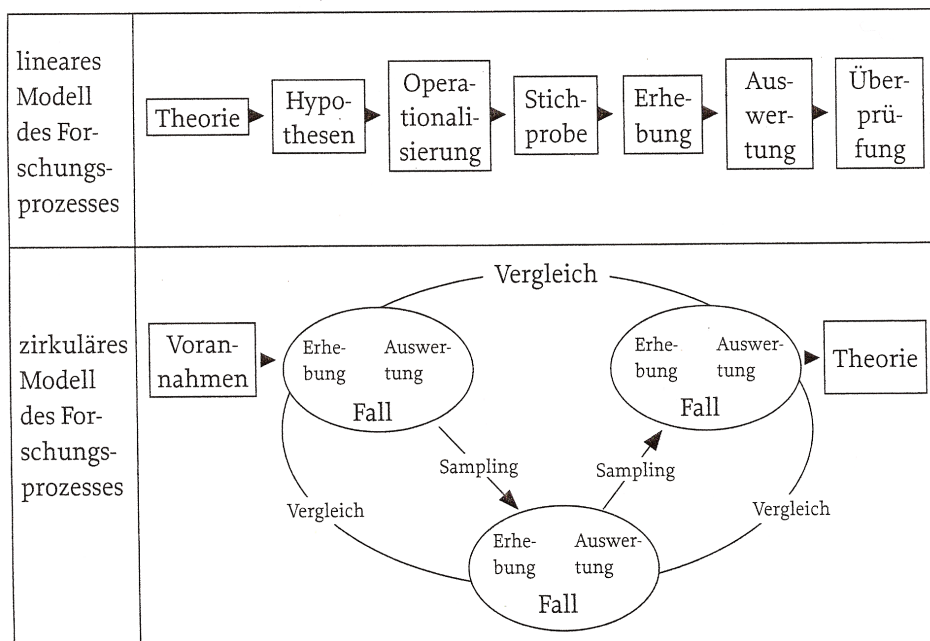 lineares
Modell
des For-
schungs-
prozesses
Theorie
Hypo-
thesen
Opera-
tionali-
sierung
Stich-
probe
Erhe-
bung
Aus-
wer-
tung
Über-
prü-
fung
zirkuläres
Modell
des For-
schungs-
prozesses
Voran-
nahmen
Vergleich
Erhe-
bung
Auswer-
tung
Fall
Sampling
Vergleich
Erhe-
bung
Auswer-
tung
Fall
Sampling
Erhe-
bung
Auswer-
tung
Fall
Vergleich
Theorie